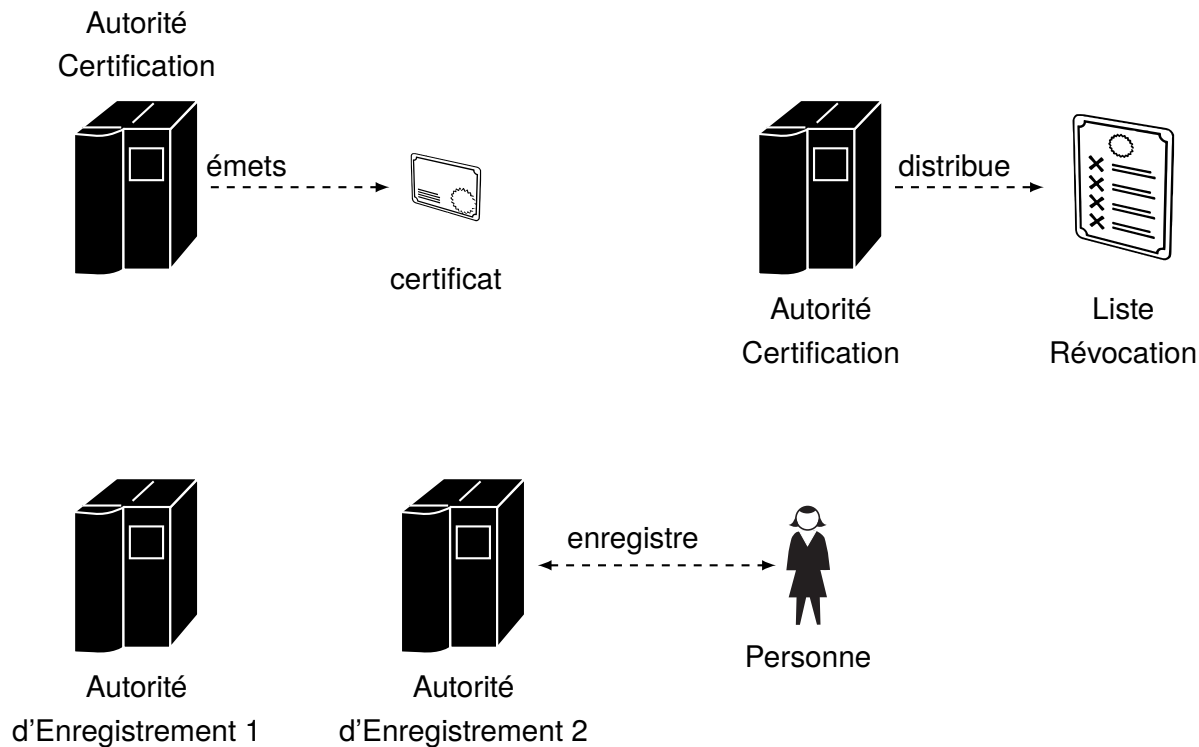 Autorité
Certification
émets
certificat
distribue
Autorité
Certification
Liste
Révocation
enregistre
Personne
Autorité
d'Enregistrement 1
Autorité
d'Enregistrement 2